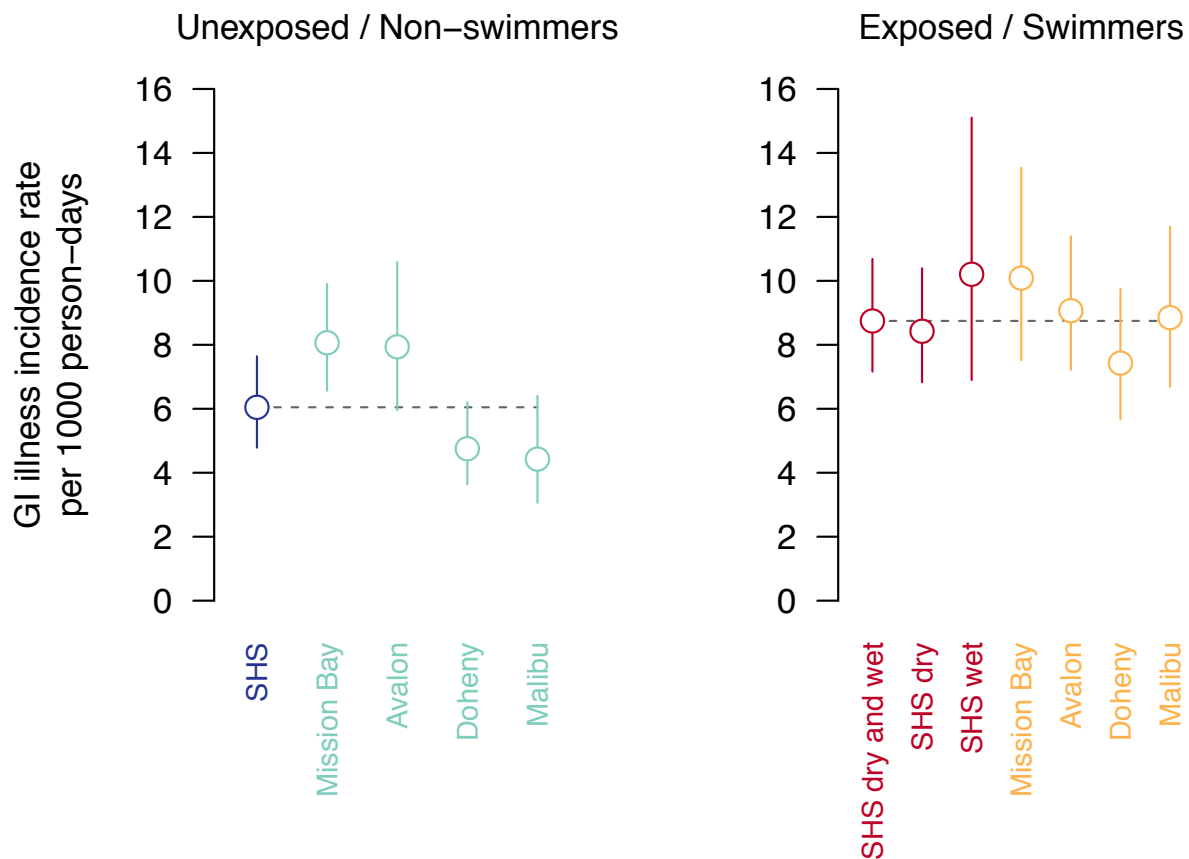 Unexposed / Non−swimmers
Exposed / Swimmers
GI illness incidence rate
per 1000 person−days
16
14
12
10
8
6
4
2
0
SHS
Mission Bay
Avalon
Doheny
Malibu
16
14
12
10
8
6
4
2
0
SHS dry and wet
SHS dry
SHS wet
Mission Bay
Avalon
Doheny
Malibu